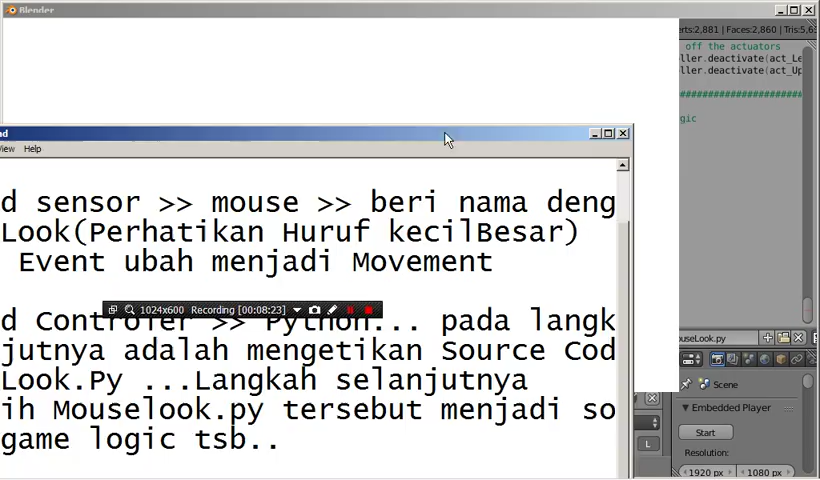 Blender
erts:2,881 | Faces:2,860 | Tris:5,6
off the actuators
ller.deactivate(act_Le
ller.deactivate(act_Up
##################
gic
View Help
d sensor >> mouse >> beri nama deng
Look(Perhatikan Huruf kecilBesar)
Event ubah menjadi Movement
1024x600 Recording [00:08:23]
d Controler >> Python... pada langk
jutnya adalah mengetikan Source Cod
Look.Py ...Langkah selanjutnya
ih Mouselook.py tersebut menjadi so
game logic tsb..
ouseLook.py
Scene
Embedded Player
Start
Resolution:
1920 px
1080 px
L